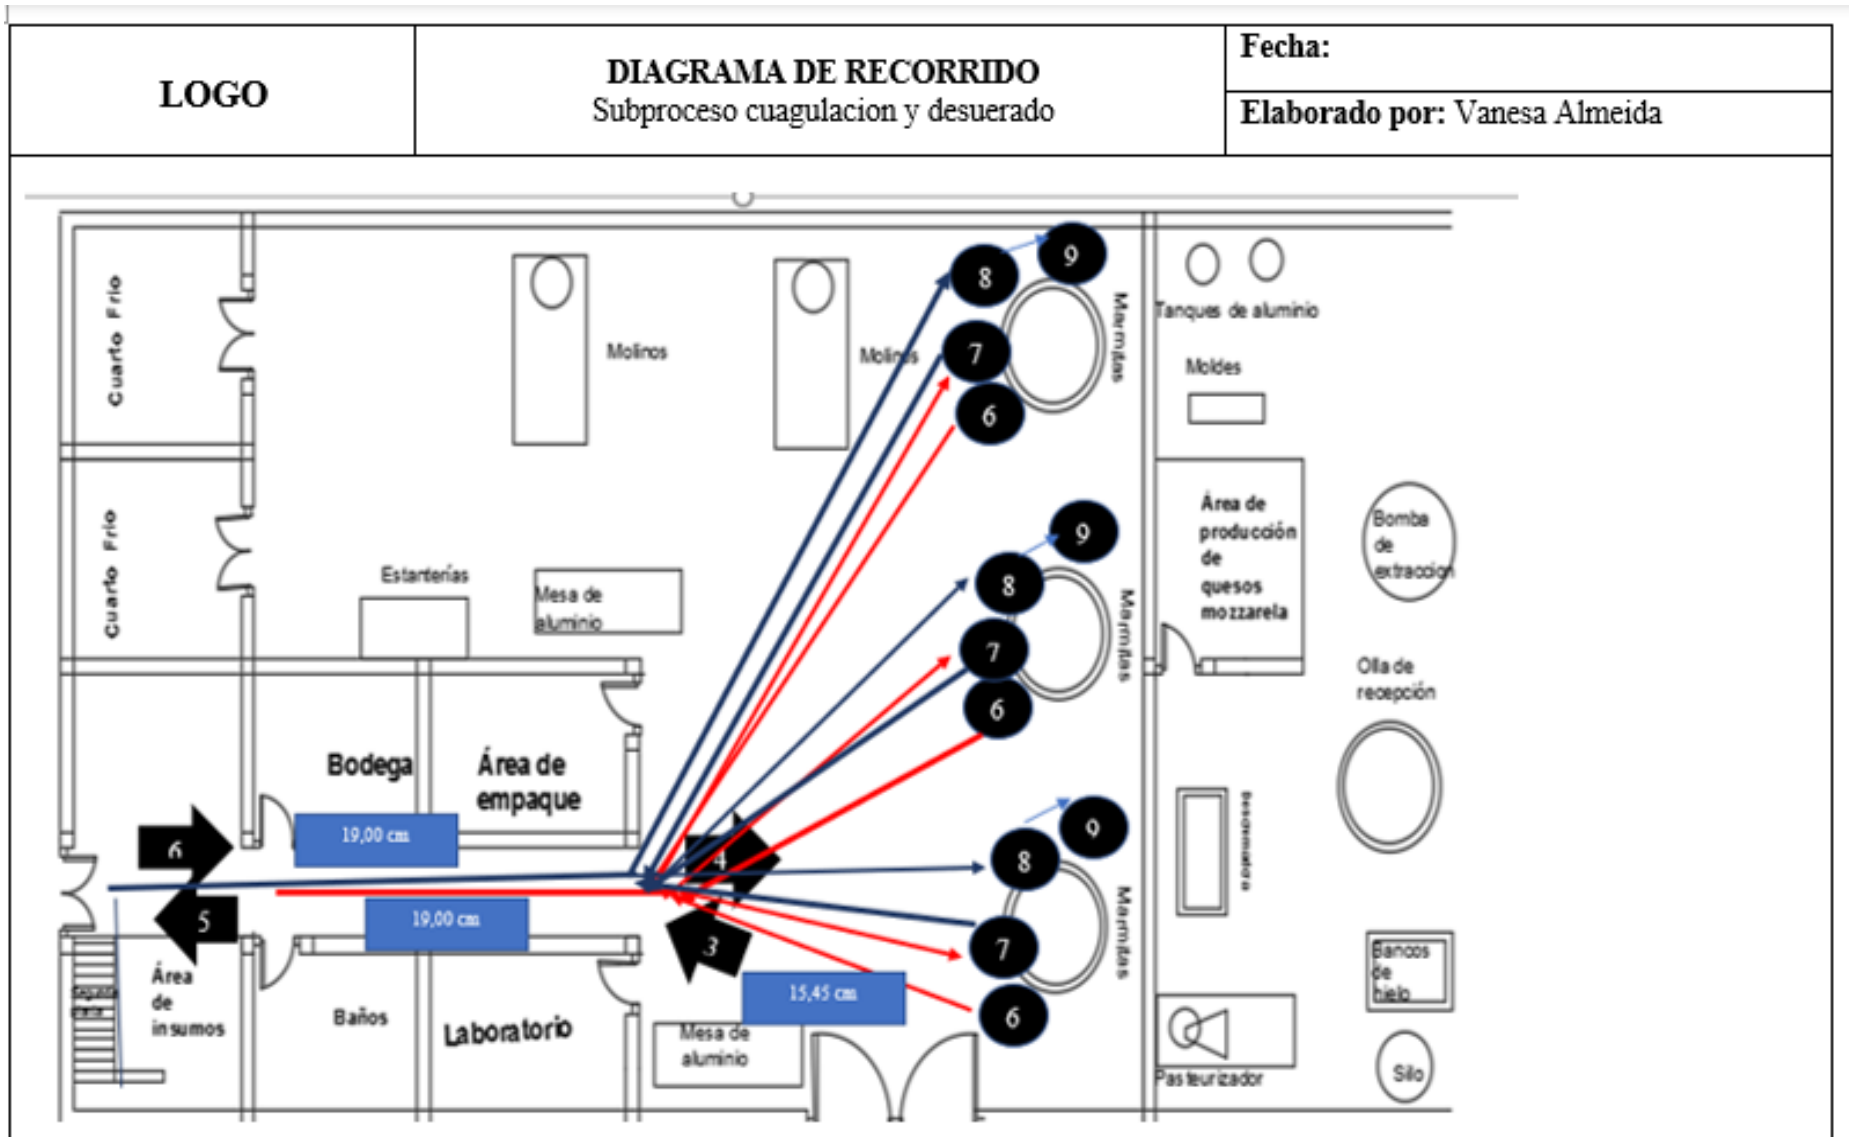 LOGO
DIAGRAMA DE RECORRIDO
Subproceso cuagulacion y desuerado
Fecha:
Elaborado por: Vanesa Almeida
Cuarto Frio
Cuarto Frio
Molinos
Molinos
8
9
7
6
Marmitas
Tanques de aluminio
Moldes
Estanterías
Mesa de
aluminio
9
8
7
6
Marmitas
Área de
producción
de
quesos
mozzarela
Bomba
de
extraccion
Olla de
recepción
Bodega
Área de
empaque
6
19,00 cm
4
5
19,00 cm
3
9
8
7
6
15,45 cm
Marmitas
Área
de
insumos
Baños
Laboratorio
Mesa de
aluminio
Bancos
de
hielo
Pasteurizador
Silo